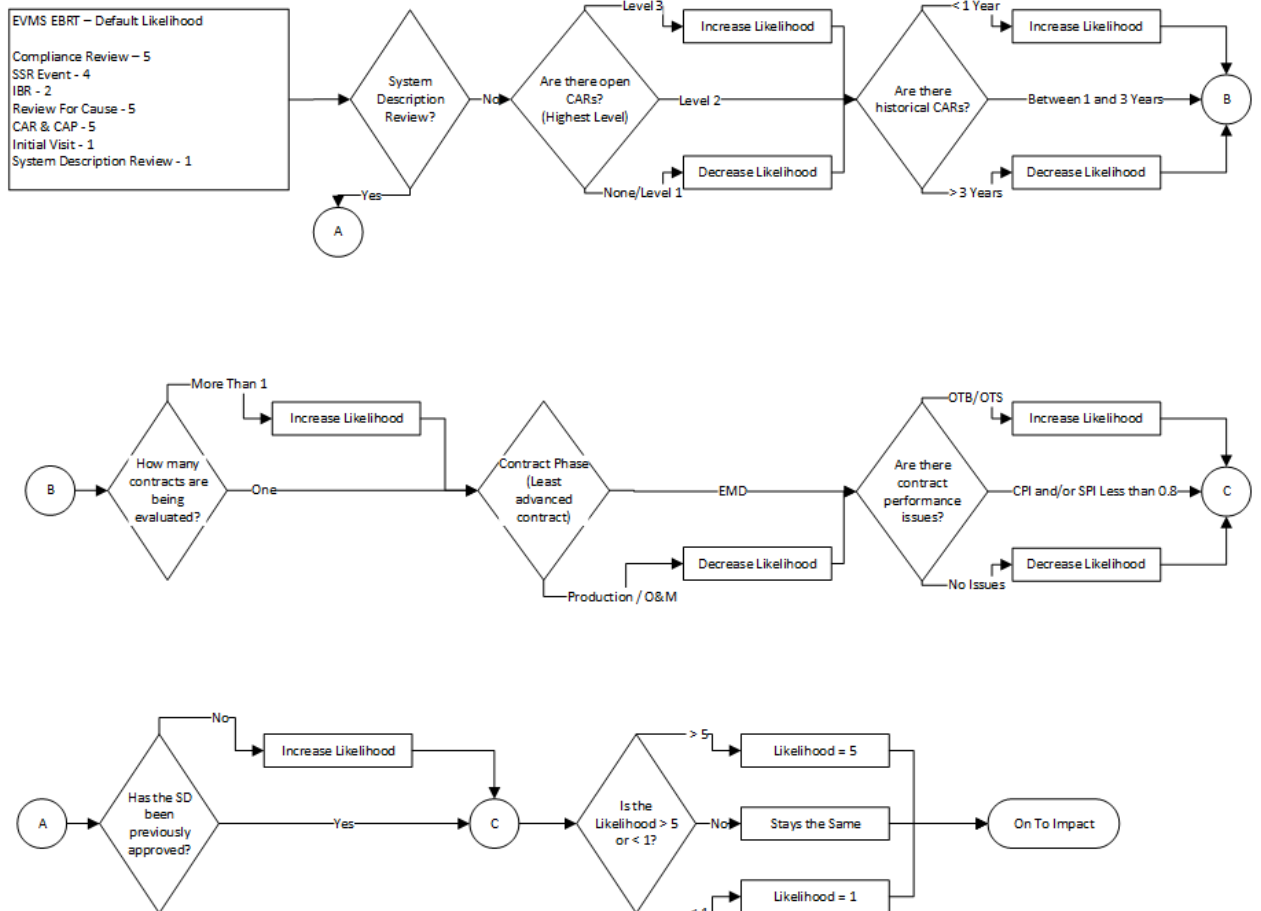 EVMS EBRT – Default Likelihood
Compliance Review – 5
SSR Event - 4
IBR - 2
Review For Cause - 5
CAR & CAP - 5
Initial Visit - 1
System Description Review - 1
System
Description
Review?
No
Yes
A
Are there open
CARs?
(Highest Level)
Level 3
Increase Likelihood
Level 2
None/Level 1
Decrease Likelihood
Are there
historical CARs?
< 1 Year
Increase Likelihood
Between 1 and 3 Years
> 3 Years
Decrease Likelihood
B
B
How many
contracts are
being
evaluated?
More Than 1
Increase Likelihood
One
Contract Phase
(Least
advanced
contract)
EMD
Production / O&M
Decrease Likelihood
Are there
contract
performance
issues?
OTB/OTS
Increase Likelihood
CPI and/or SPI Less than 0.8
No Issues
Decrease Likelihood
C
A
Has the SD
been
previously
approved?
No
Increase Likelihood
Yes
C
Is the
Likelihood > 5
or < 1?
> 5
Likelihood = 5
No
Stays the Same
< 1
Likelihood = 1
On To Impact